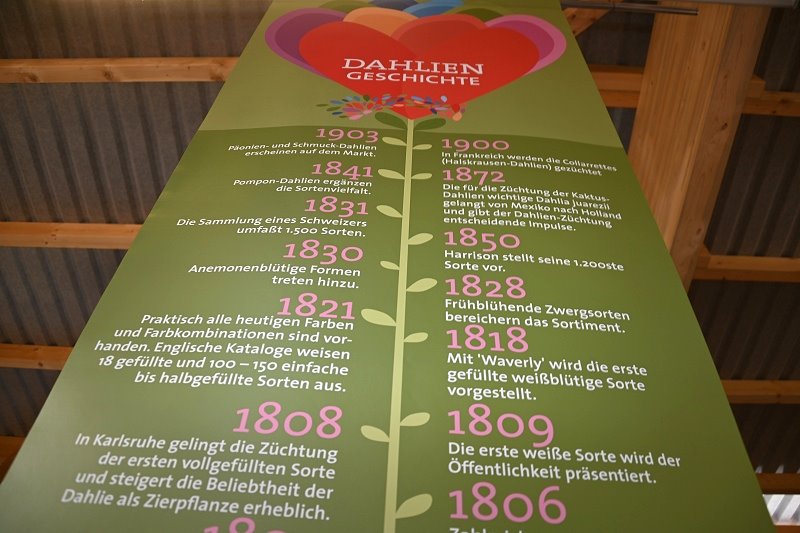 DAHLIEN
GESCHICHTE
1903
Päonien- und Schmuck-Dahlien
erscheinen auf dem Markt.
1900
In Frankreich werden die Collarrettes
(Halskrausen-Dahlien) gezüchtet
1841
Pompon-Dahlien ergänzen
die Sortenvielfalt.
1872
Die für die Züchtung der Kaktus-
Dahlien wichtige Dahlia juarezii
gelangt von Mexiko nach Holland
und gibt der Dahlien-Züchtung
entscheidende Impulse.
1831
Die Sammlung eines Schweizers
umfaßt 1.500 Sorten.
1850
Harrison stellt seine 1.200ste
Sorte vor.
1830
Anemonenblütige Formen
treten hinzu.
1828
Frühblühende Zwergsorten
bereichern das Sortiment.
1821
Praktisch alle heutigen Farben
und Farbkombinationen sind vor-
handen. Englische Kataloge weisen
18 gefüllte und 100 – 150 einfache
bis halbgefüllte Sorten aus.
1818
Mit 'Waverly' wird die erste
gefüllte weißblütige Sorte
vorgestellt.
1808
In Karlsruhe gelingt die Züchtung
der ersten vollgefüllten Sorte
und steigert die Beliebtheit der
Dahlie als Zierpflanze erheblich.
1809
Die erste weiße Sorte wird der
Öffentlichkeit präsentiert.
1806